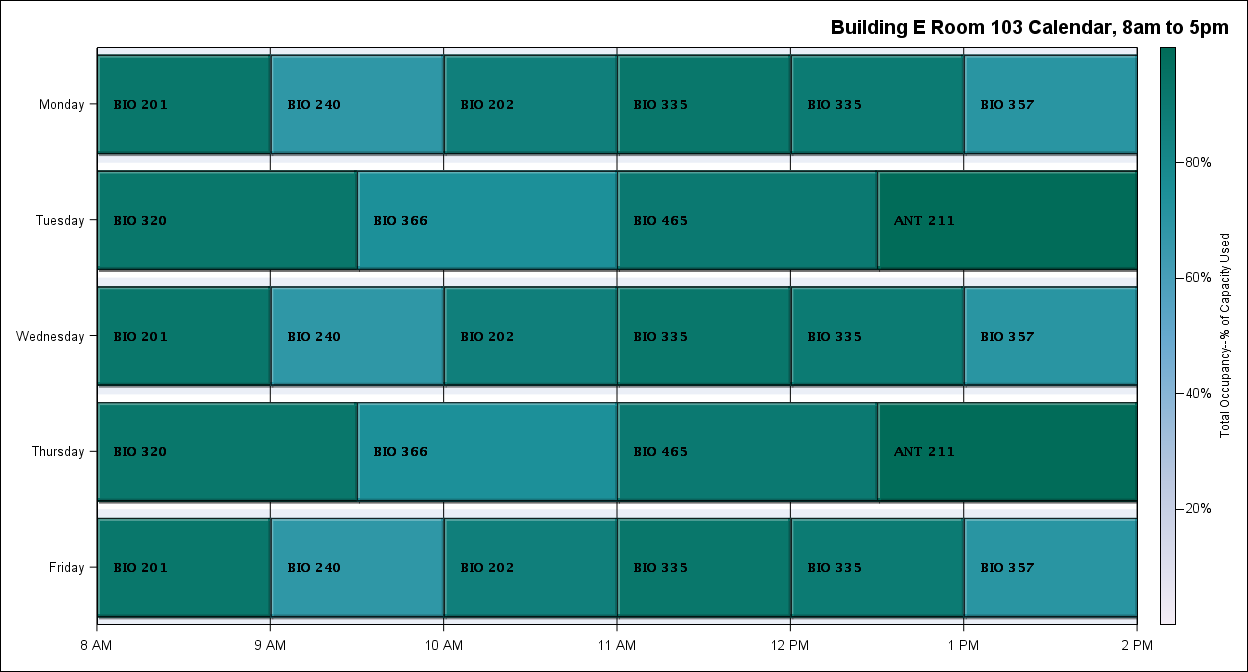 Building E Room 103 Calendar, 8am to 5pm
Monday
BIO 201
BIO 240
BIO 202
BIO 335
BIO 335
BIO 357
Tuesday
BIO 320
BIO 366
BIO 465
ANT 211
Wednesday
BIO 201
BIO 240
BIO 202
BIO 335
BIO 335
BIO 357
Thursday
BIO 320
BIO 366
BIO 465
ANT 211
Friday
BIO 201
BIO 240
BIO 202
BIO 335
BIO 335
BIO 357
8 AM
9 AM
10 AM
11 AM
12 PM
1 PM
2 PM
80%
60%
40%
20%
Total Occupancy--% of Capacity Used